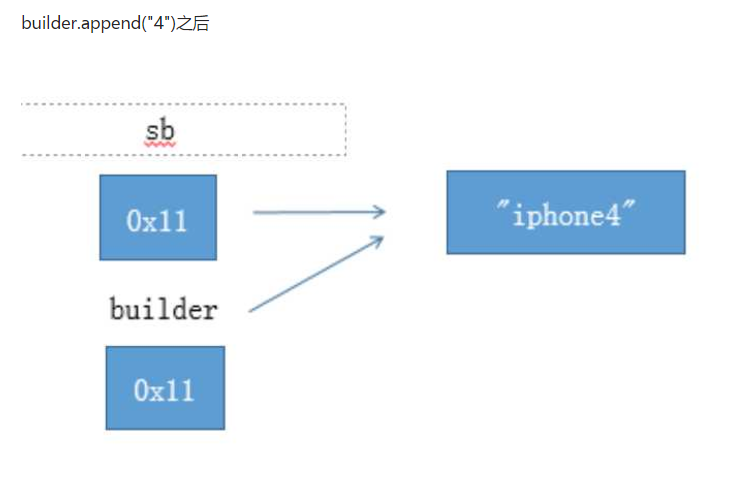 builder.append("4")之后
sb
0x11
"iphone4"
builder
0x11